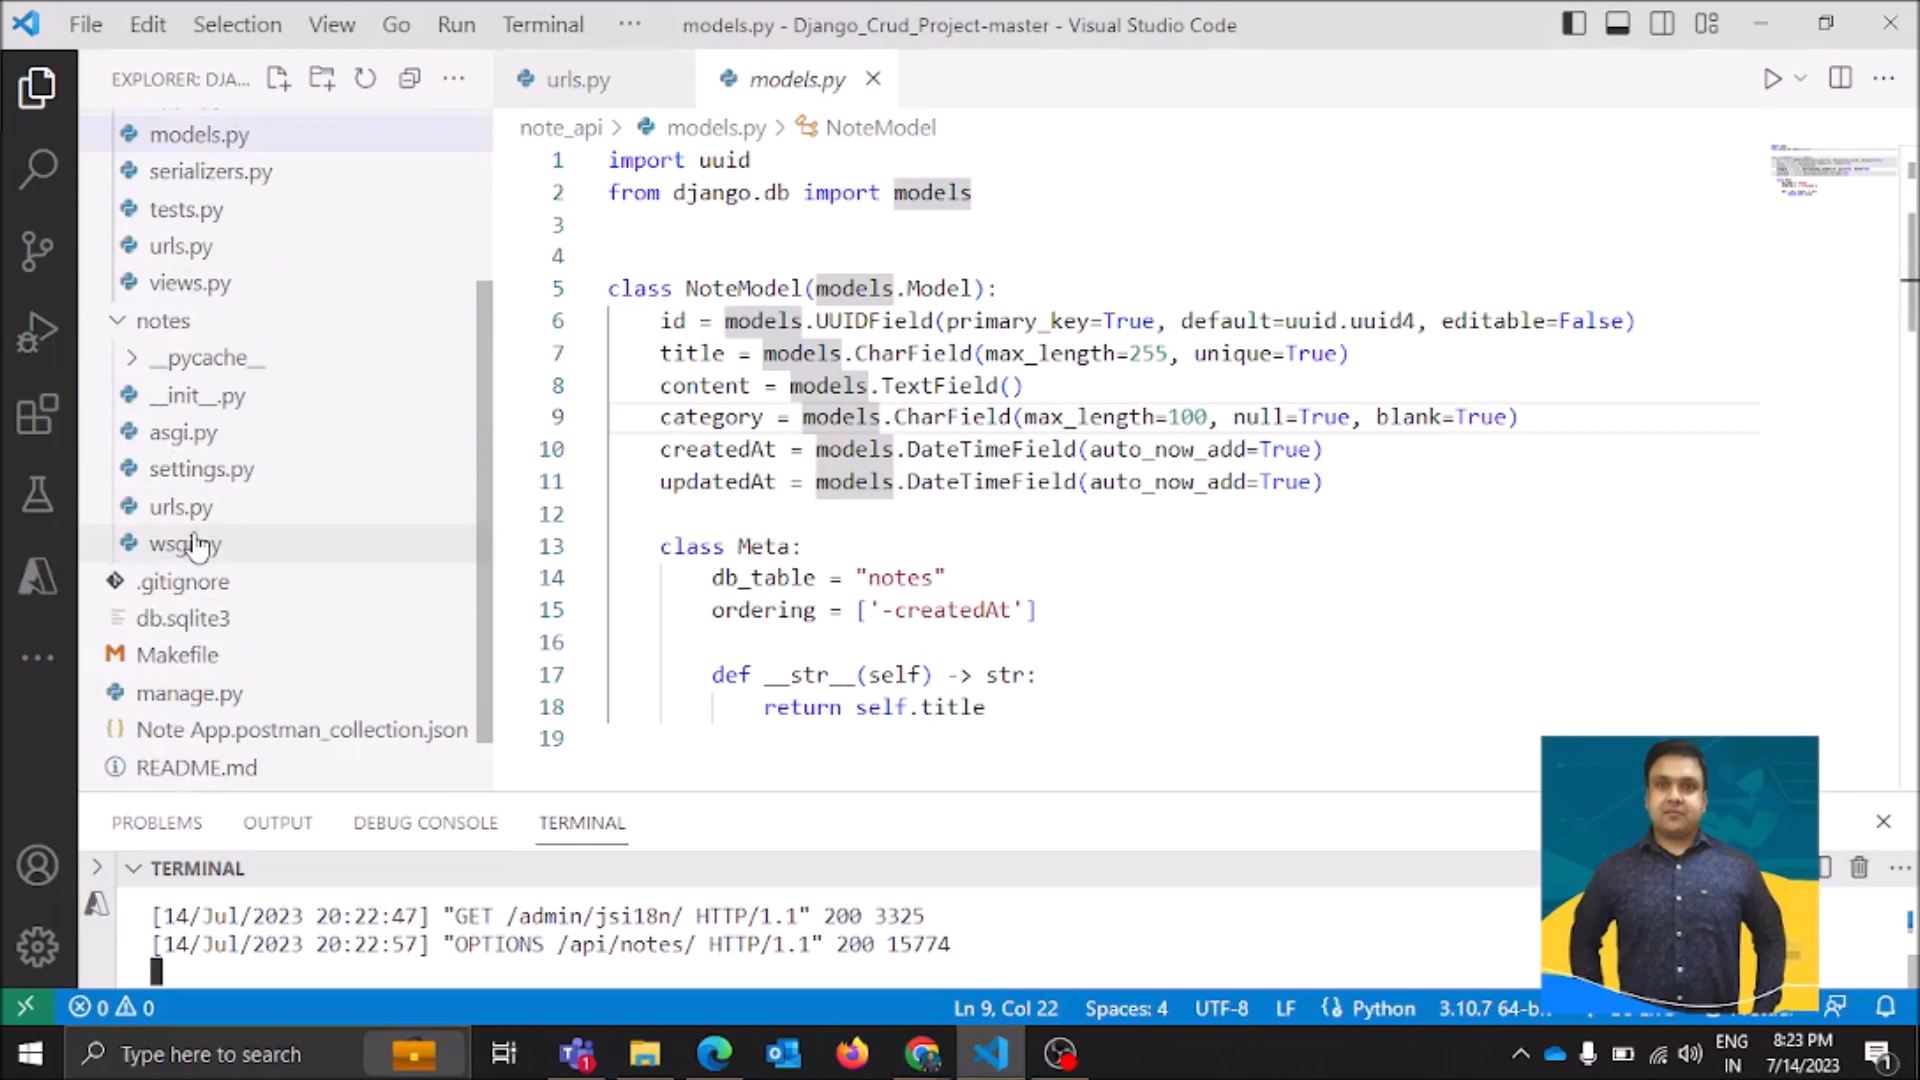 File Edit Selection View Go Run Terminal ··· models.py - Django_Crud_Project-master - Visual Studio Code
EXPLORER: DJA...
urls.py
models.py
note_api > models.py > NoteModel
models.py
serializers.py
tests.py
urls.py
views.py
notes
__pycache__
__init__.py
asgi.py
settings.py
urls.py
.gitignore
db.sqlite3
M Makefile
manage.py
{} Note App.postman_collection.json
README.md
1 import uuid
2 from django.db import models
3
4
5 class NoteModel(models.Model):
6 id = models.UUIDField(primary_key=True, default=uuid.uuid4, editable=False)
7 title = models.CharField(max_length=255, unique=True)
8 content = models.TextField()
9 category = models.CharField(max_length=100, null=True, blank=True)
10 createdAt = models.DateTimeField(auto_now_add=True)
11 updatedAt = models.DateTimeField(auto_now_add=True)
12
13 class Meta:
14 db_table = "notes"
15 ordering = ['-createdAt']
16
17 def __str__(self) -> str:
18 return self.title
19
PROBLEMS OUTPUT DEBUG CONSOLE TERMINAL
TERMINAL
[14/Jul/2023 20:22:47] "GET /admin/jsi18n/ HTTP/1.1" 200 3325
[14/Jul/2023 20:22:57] "OPTIONS /api/notes/ HTTP/1.1" 200 15774
0 0 Ln 9, Col 22 Spaces: 4 UTF-8 LF Python 3.10.7
Type here to search
1
ENG
IN
8:23 PM
7/14/2023
1